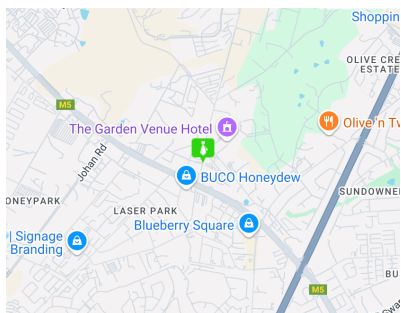 Shoppin
OLIVE CRE
ESTATE
M5
The Garden Venue Hotel
Olive 'n Tw
Johan Rd
BUCO Honeydew
SUNDOWNE
ONEYPARK
LASER PARK
Blueberry Square
| Signage
Branding
BU
M5